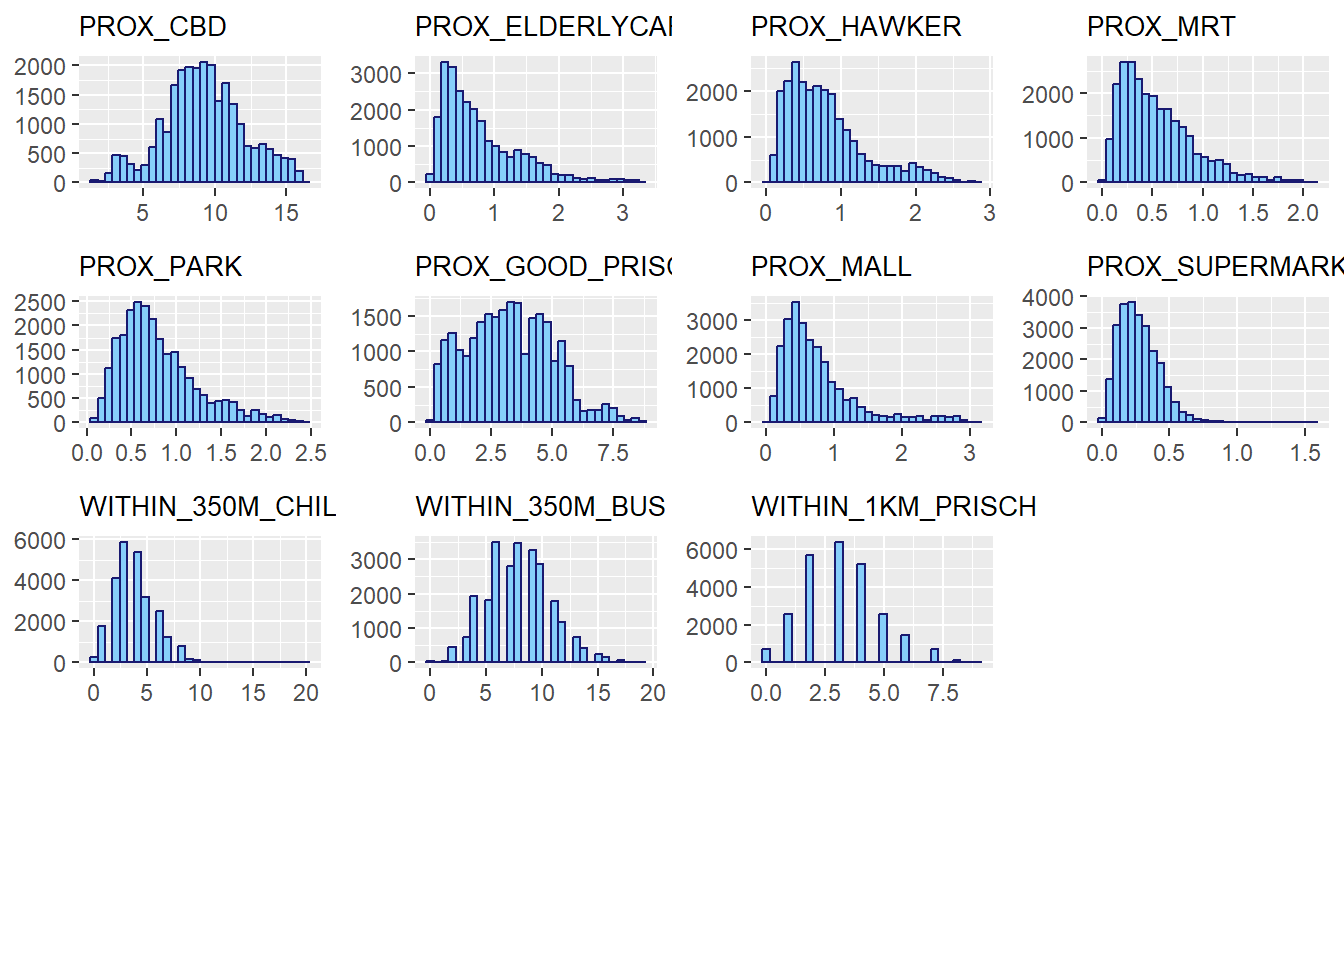 PROX_CBD
2000
1500
1000
500
0
5 10 15
PROX_ELDERLYCAI
3000
2000
1000
0
0 1 2 3
PROX_HAWKER
2000
1000
0
0 1 2 3
PROX_MRT
2000
1000
0
0.0 0.5 1.0 1.5 2.0
PROX_PARK
2500
2000
1500
1000
500
0
0.0 0.5 1.0 1.5 2.0 2.5
PROX_GOOD_PRISC
1500
1000
500
0
0.0 2.5 5.0 7.5
PROX_MALL
3000
2000
1000
0
0 1 2 3
PROX_SUPERMARK
4000
3000
2000
1000
0
0.0 0.5 1.0 1.5
WITHIN_350M_CHIL
6000
4000
2000
0
0 5 10 15 20
WITHIN_350M_BUS
3000
2000
1000
0
0 5 10 15 20
WITHIN_1KM_PRISCH
6000
4000
2000
0
0.0 2.5 5.0 7.5